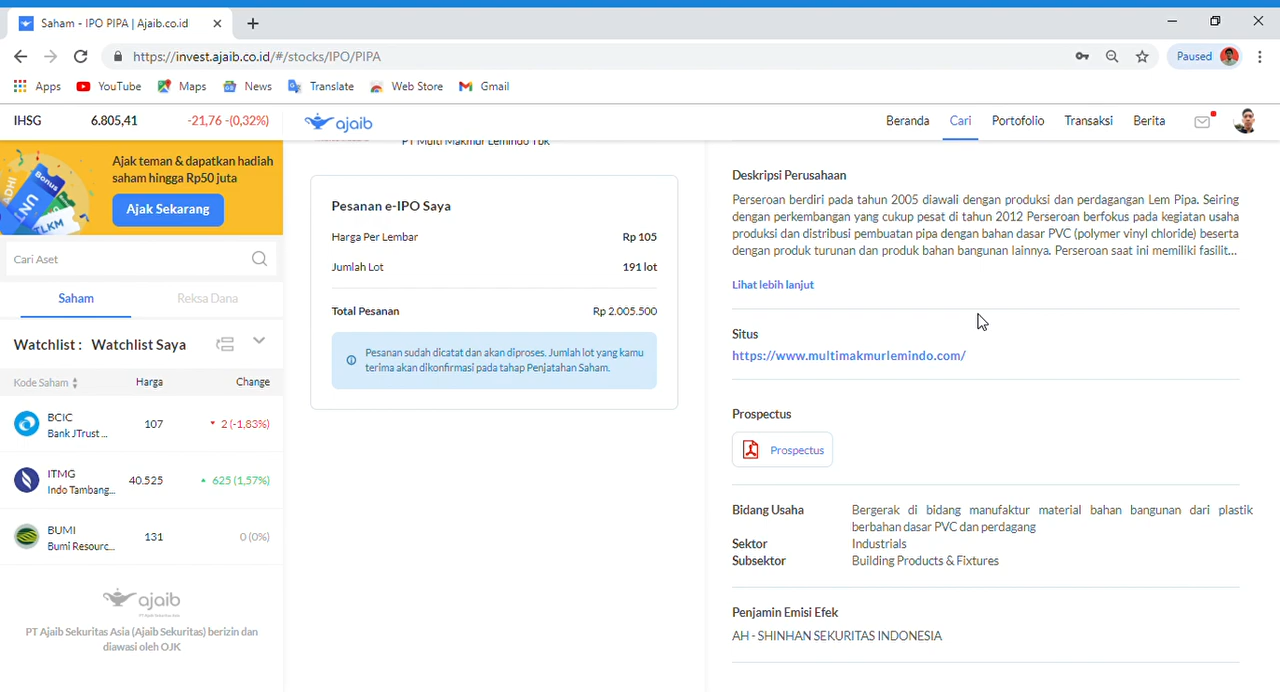 Saham - IPO PIPA | Ajaib.co.id
https://invest.ajaib.co.id/#/stocks/IPO/PIPA
Paused
Apps
YouTube
Maps
News
Translate
Web Store
Gmail
IHSG 6.805,41 -21,76 -(0,32%)
ajaib
Beranda
Cari
Portofolio
Transaksi
Berita
Ajak teman & dapatkan hadiah
saham hingga Rp50 juta
Ajak Sekarang
Bonus
TLKM
Cari Aset
Saham
Reksa Dana
Watchlist : Watchlist Saya
Kode Saham Harga Change
BCIC 107 2 (-1,83%)
Bank JTrust ...
ITMG 40.525 625 (1,57%)
Indo Tambang...
BUMI 131 0 (0%)
Bumi Resourc...
ajaib
PT Ajaib Sekuritas Asia (Ajaib Sekuritas) berizin dan
diawasi oleh OJK
PT Multi Makmur Lemindo Tbk
Pesanan e-IPO Saya
Harga Per Lembar Rp 105
Jumlah Lot 191 lot
Total Pesanan Rp 2.005.500
Pesanan sudah dicatat dan akan diproses. Jumlah lot yang kamu
terima akan dikonfirmasi pada tahap Penjatahan Saham.
Deskripsi Perusahaan
Perseroan berdiri pada tahun 2005 diawali dengan produksi dan perdagangan Lem Pipa. Seiring
dengan perkembangan yang cukup pesat di tahun 2012 Perseroan berfokus pada kegiatan usaha
produksi dan distribusi pembuatan pipa dengan bahan dasar PVC (polymer vinyl chloride) beserta
dengan produk turunan dan produk bahan bangunan lainnya. Perseroan saat ini memiliki fasilit...
Lihat lebih lanjut
Situs
https://www.multimakmurlemindo.com/
Prospectus
Prospectus
Bidang Usaha Bergerak di bidang manufaktur material bahan bangunan dari plastik
berbahan dasar PVC dan perdagang
Sektor Industrials
Subsektor Building Products & Fixtures
Penjamin Emisi Efek
AH - SHINHAN SEKURITAS INDONESIA